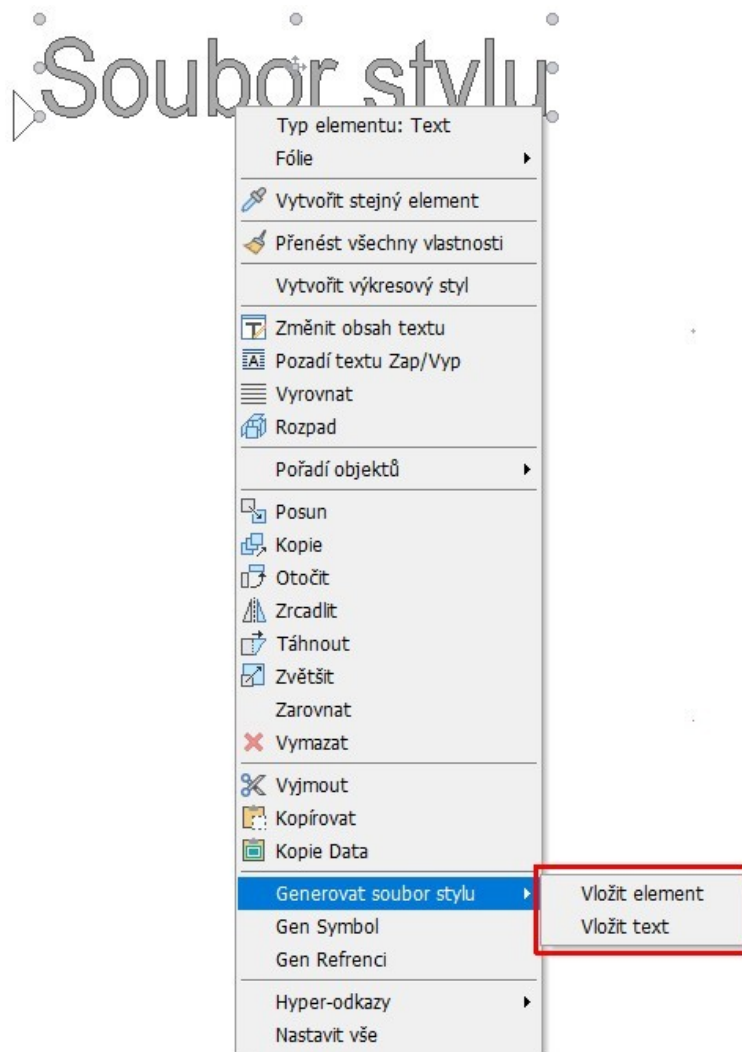 Soubor stylu
Typ elementu: Text
Fólie
Vytvořit stejný element
Přenést všechny vlastnosti
Vytvořit výkresový styl
Změnit obsah textu
Pozadí textu Zap/Vyp
Vyrovnat
Rozpad
Pořadí objektů
Posun
Kopie
Otočit
Zrcadlit
Táhnout
Zvětšit
Zarovnat
Vymazat
Vyjmout
Kopírovat
Kopie Data
Generovat soubor stylu
Vložit element
Vložit text
Gen Symbol
Gen Refrenci
Hyper-odkazy
Nastavit vše